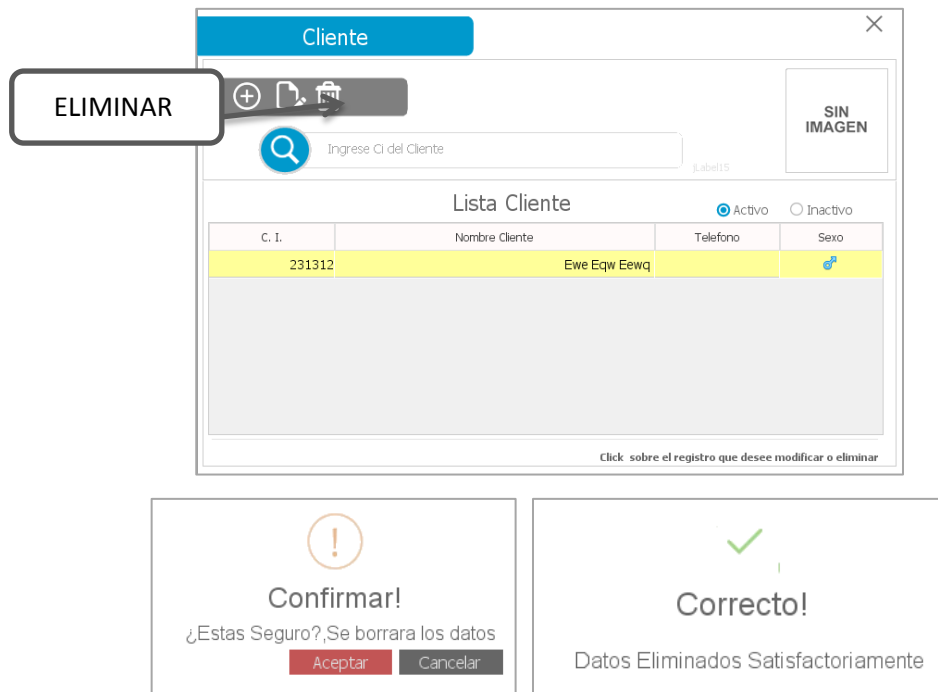 Cliente
ELIMINAR
SIN
IMAGEN
Ingrese CI del Cliente
jLabel15
Lista Cliente
Activo
Inactivo
C. I. Nombre Cliente Telefono Sexo
231312 Ewe Eqw Eewq
Click sobre el registro que desee modificar o eliminar
Confirmar!
¿Estas Seguro?,Se borrara los datos
Aceptar Cancelar
Correcto!
Datos Eliminados Satisfactoriamente